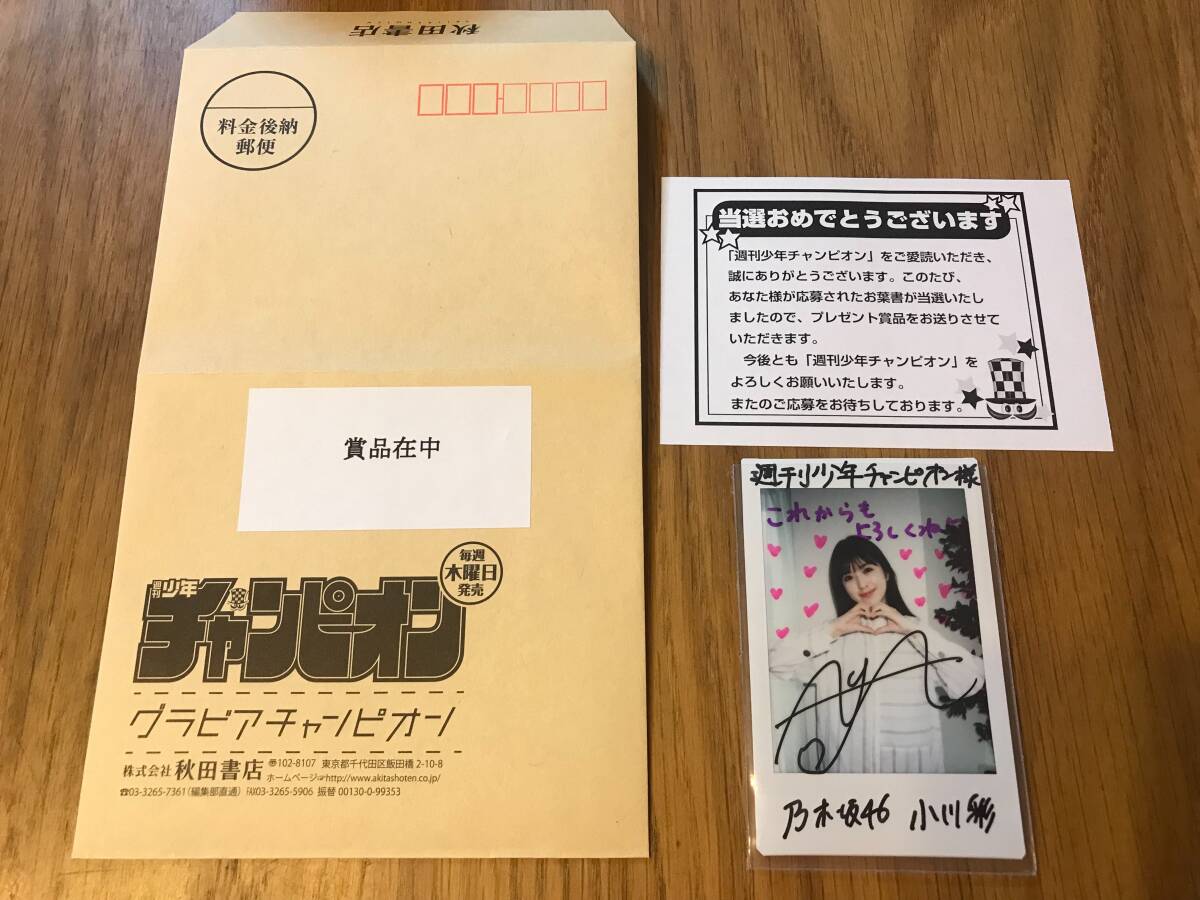 秋田書店
料金後納
郵便
賞品在中
毎週
木曜日
発売
週刊少年
チャンピオン
グラビアチャンピオン
株式会社 秋田書店 〠102-8107 東京都千代田区飯田橋 2-10-8
ホームページ☞http://www.akitashoten.co.jp/
☎03-3265-7361(編集部直通) FAX03-3265-5906 振替 00130-0-99353
当選おめでとうございます
「週刊少年チャンピオン」をご愛読いただき、
誠にありがとうございます。このたび、
あなた様が応募されたお葉書が当選いたし
ましたので、プレゼント賞品をお送りさせて
いただきます。
今後とも「週刊少年チャンピオン」を
よろしくお願いいたします。
またのご応募をお待ちしております。
週刊少年チャンピオン様
これからも
よろしくね
AyA
乃木坂46 小川彩